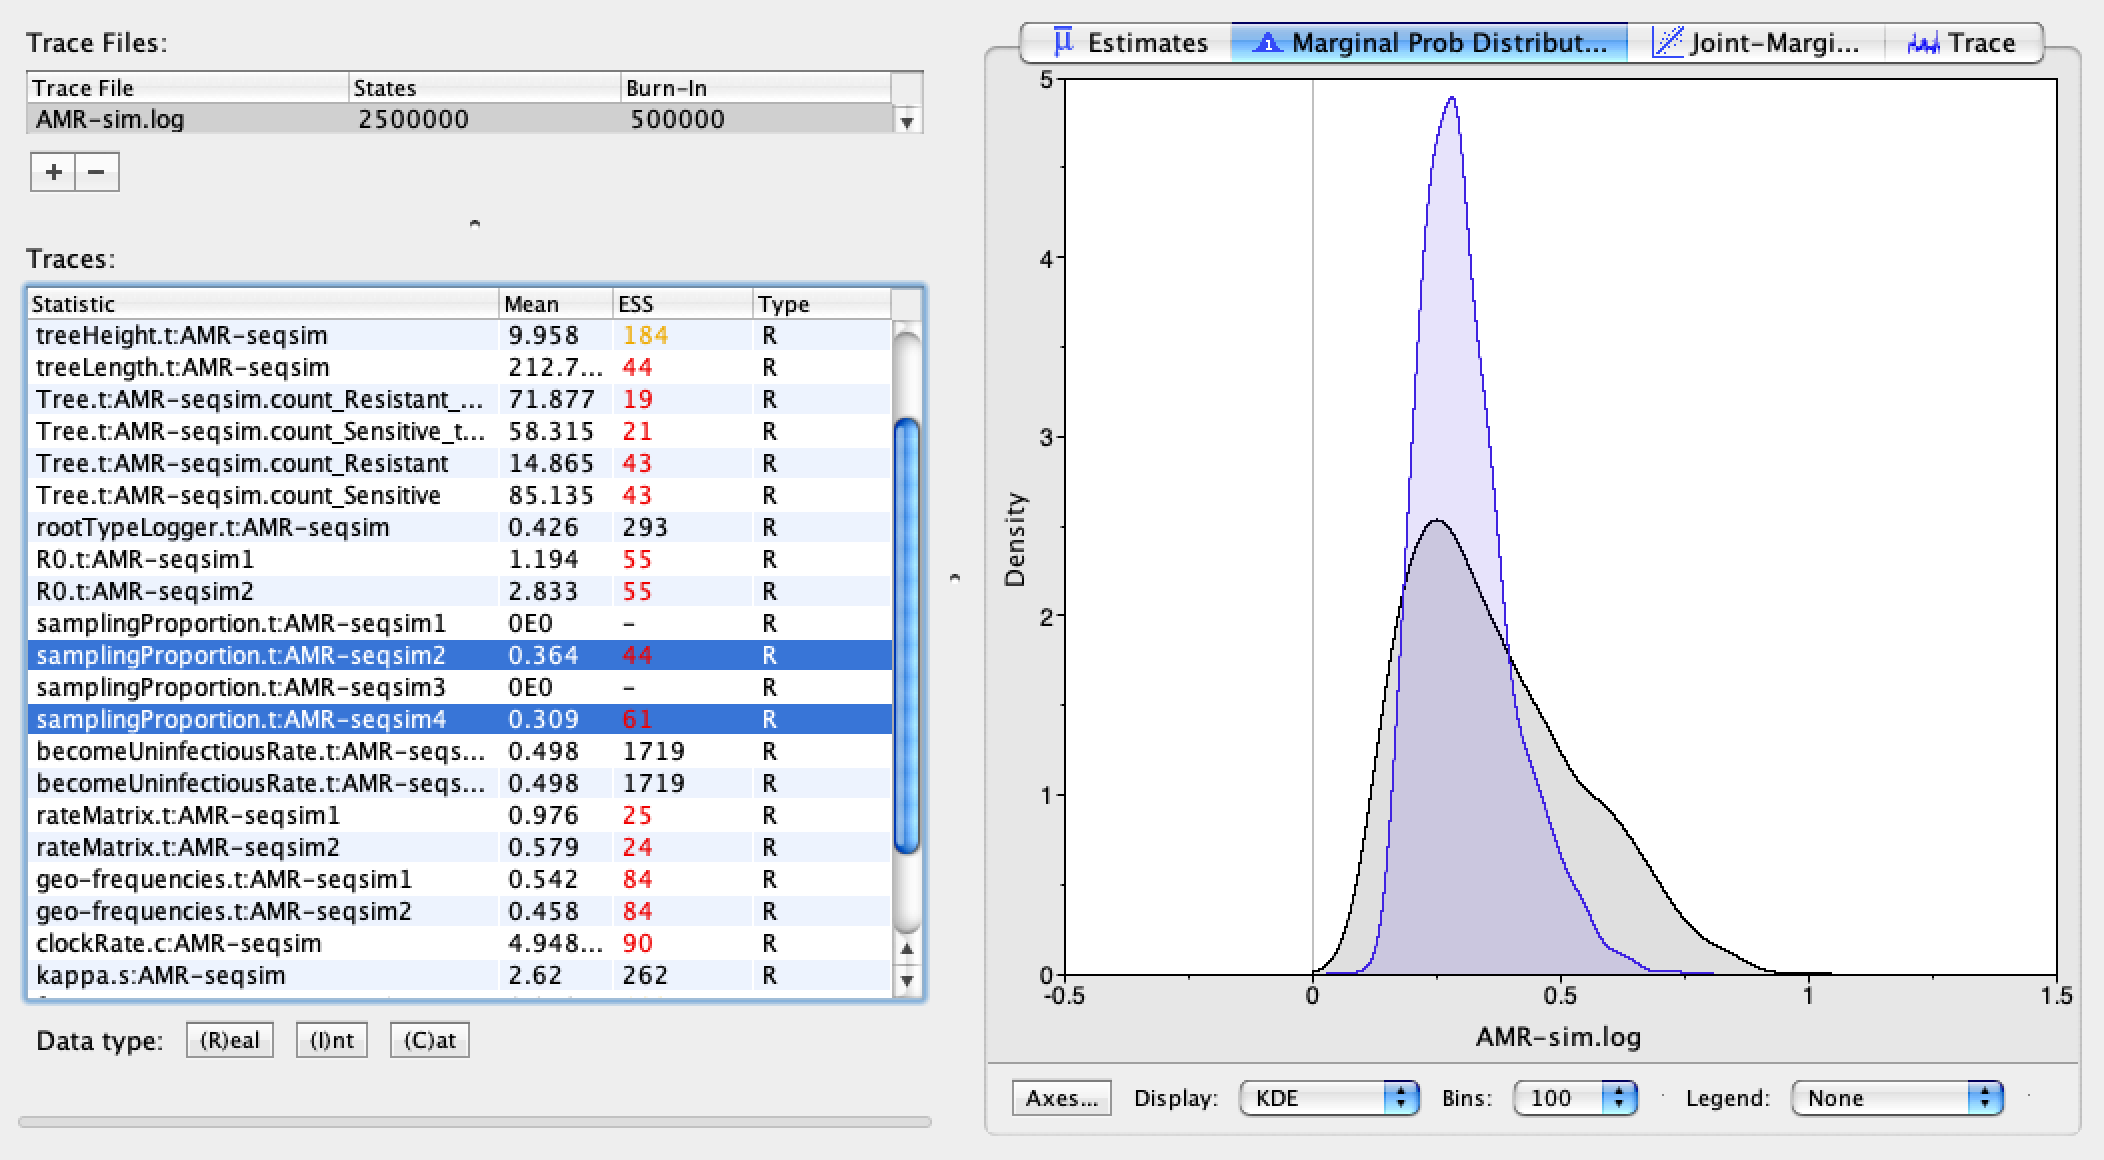 Trace Files:
Trace File States Burn-In
AMR-sim.log 2500000 500000
+ −
Traces:
Statistic Mean ESS Type
treeHeight.t:AMR-seqsim 9.958 184 R
treeLength.t:AMR-seqsim 212.7... 44 R
Tree.t:AMR-seqsim.count_Resistant_... 71.877 19 R
Tree.t:AMR-seqsim.count_Sensitive_t... 58.315 21 R
Tree.t:AMR-seqsim.count_Resistant 14.865 43 R
Tree.t:AMR-seqsim.count_Sensitive 85.135 43 R
rootTypeLogger.t:AMR-seqsim 0.426 293 R
R0.t:AMR-seqsim1 1.194 55 R
R0.t:AMR-seqsim2 2.833 55 R
samplingProportion.t:AMR-seqsim1 0E0 - R
samplingProportion.t:AMR-seqsim2 0.364 44 R
samplingProportion.t:AMR-seqsim3 0E0 - R
samplingProportion.t:AMR-seqsim4 0.309 61 R
becomeUninfectiousRate.t:AMR-seqs... 0.498 1719 R
becomeUninfectiousRate.t:AMR-seqs... 0.498 1719 R
rateMatrix.t:AMR-seqsim1 0.976 25 R
rateMatrix.t:AMR-seqsim2 0.579 24 R
geo-frequencies.t:AMR-seqsim1 0.542 84 R
geo-frequencies.t:AMR-seqsim2 0.458 84 R
clockRate.c:AMR-seqsim 4.948... 90 R
kappa.s:AMR-seqsim 2.62 262 R
Data type: (R)eal (I)nt (C)at
μ Estimates Marginal Prob Distribut... Joint-Margi... Trace
5
4
3
2
1
0
Density
-0.5 0 0.5 1 1.5
AMR-sim.log
Axes... Display: KDE Bins: 100 Legend: None